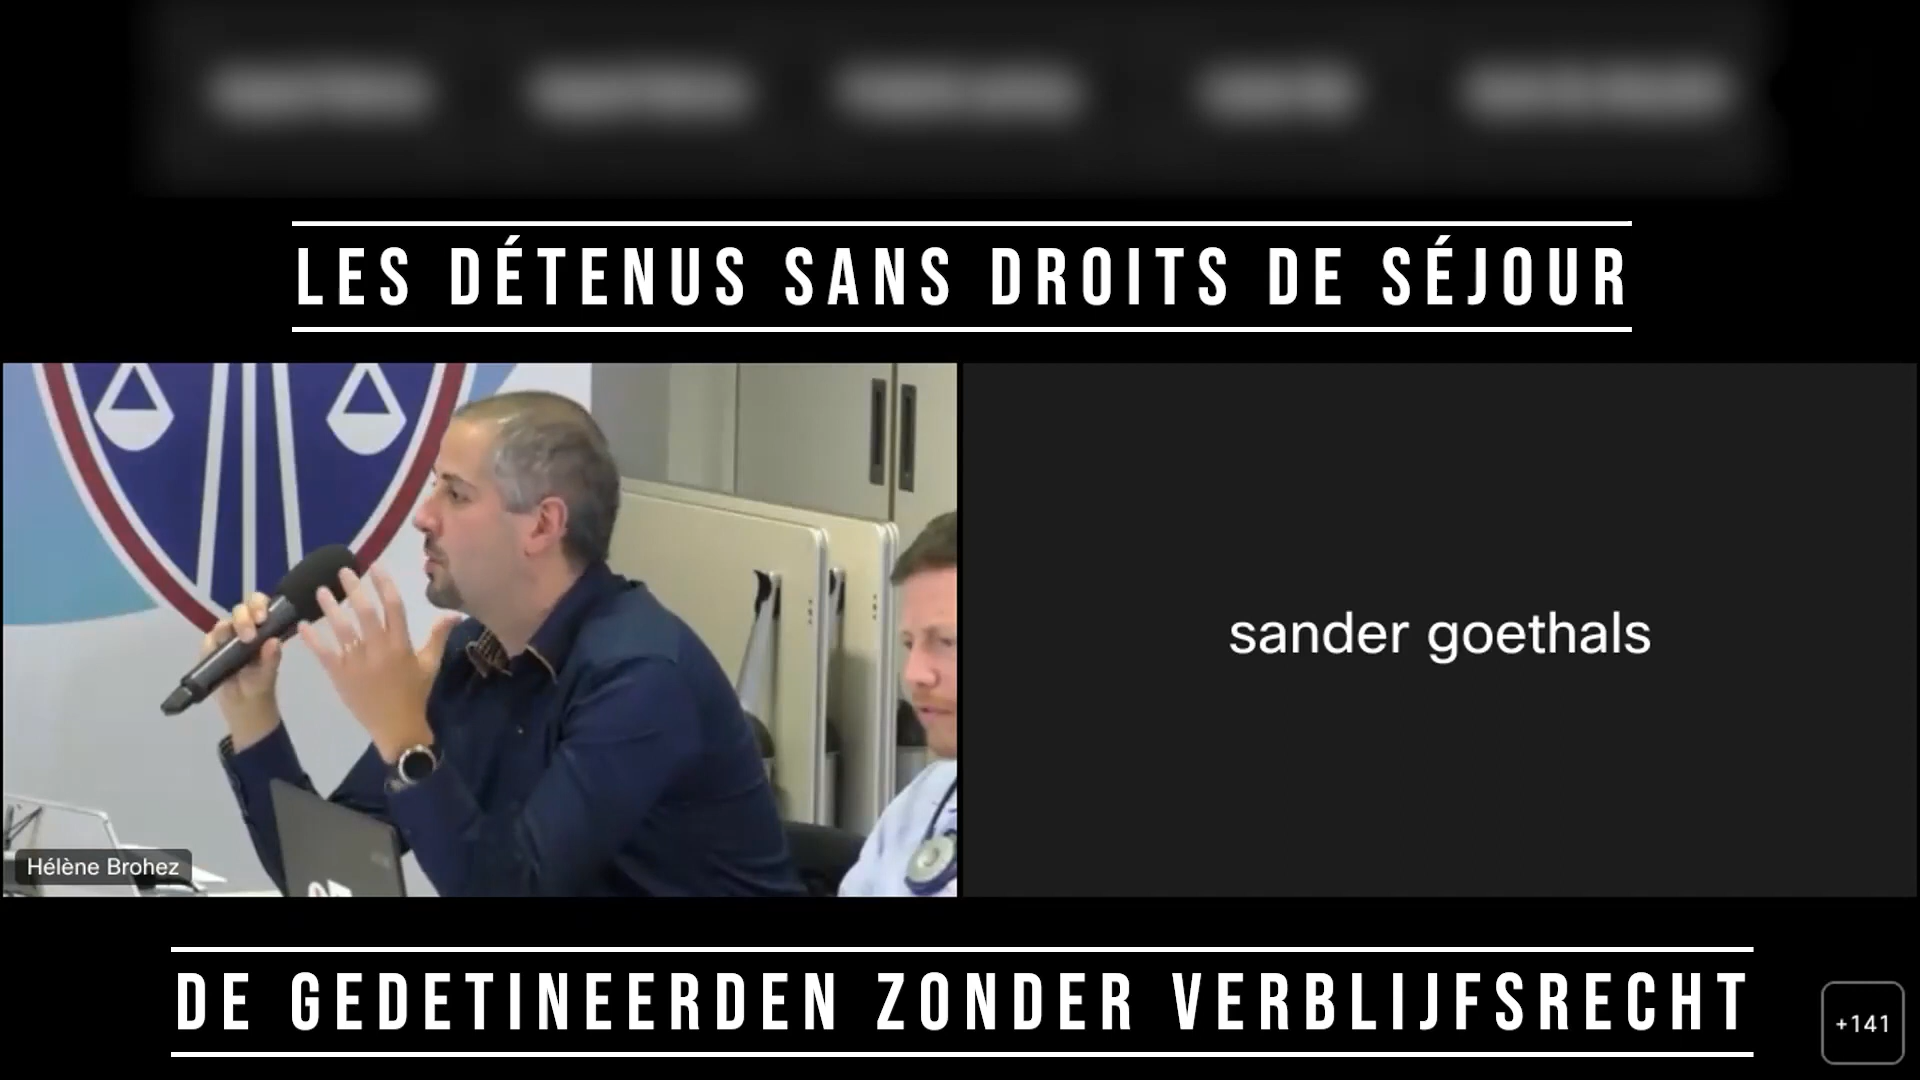 LES DÉTENUS SANS DROITS DE SÉJOUR
sander goethals
Hélène Brohez
DE GEDETINEERDEN ZONDER VERBLIJFSRECHT
+141